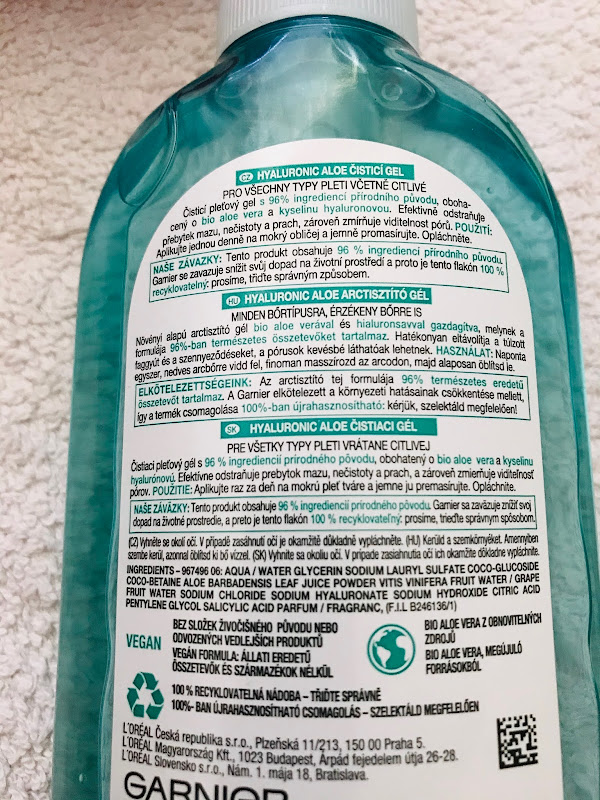 CZ HYALURONIC ALOE ČISTICÍ GEL
PRO VŠECHNY TYPY PLETI VČETNĚ CITLIVÉ
Čisticí pleťový gel s 96% ingrediencí přírodního původu, oboha-
cený o bio aloe vera a kyselinu hyaluronovou. Efektivně odstraňuje
přebytek mazu, nečistoty a prach, zároveň zmírňuje viditelnost pórů. POUŽITÍ:
Aplikujte jednou denně na mokrý obličej a jemně promasírujte. Opláchněte.
NAŠE ZÁVAZKY: Tento produkt obsahuje 96 % ingrediencí přírodního původu.
Garnier se zavazuje snížit svůj dopad na životní prostředí a proto je tento flakón 100 %
recyklovatelný: prosíme, třiďte správným způsobem.
HU HYALURONIC ALOE ARCTISZTÍTÓ GÉL
MINDEN BŐRTÍPUSRA, ÉRZÉKENY BŐRRE IS
Növényi alapú arctisztító gél bio aloe verával és hialuronsavval gazdagítva, melynek a
formulája 96%-ban természetes összetevőket tartalmaz. Hatékonyan eltávolítja a túlzott
faggyút és a szennyeződéseket, a pórusok kevésbé láthatóak lehetnek. HASZNÁLAT: Naponta
egyszer, nedves arcbőrre vidd fel, finoman masszírozd az arcodon, majd alaposan öblítsd le.
ELKÖTELEZETTSÉGEINK: Az arctisztító tej formulája 96% természetes eredetű
összetevőt tartalmaz. A Garnier elkötelezett a környezeti hatásainak csökkentése mellett,
így a termék csomagolása 100%-ban újrahasznosítható: kérjük, szelektáld megfelelően!
SK HYALURONIC ALOE ČISTIACI GÉL
PRE VŠETKY TYPY PLETI VRÁTANE CITLIVEJ
Čistiaci pleťový gél s 96 % ingrediencií prírodného pôvodu, obohatený o bio aloe vera a kyselinu
hyalurónovú. Efektívne odstraňuje prebytok mazu, nečistoty a prach, a zároveň zmierňuje viditeľnosť
pórov. POUŽITIE: Aplikujte raz za deň na mokrú pleť tváre a jemne ju premasírujte. Opláchnite.
NAŠE ZÁVÄZKY: Tento produkt obsahuje 96 % ingrediencií prírodného pôvodu. Garnier sa zaväzuje znížiť svoj
dopad na životné prostredie, a preto je tento flakón 100 % recyklovateľný: prosíme, trieďte správnym spôsobom.
(CZ) Vyhněte se okolí očí. V případě zasáhnutí očí je okamžitě důkladně vypláchněte. (HU) Kerüld a szemkörnyéket. Amennyiben
szembe kerül, azonnal öblítsd ki bő vízzel. (SK) Vyhnite sa okoliu očí. V prípade zasiahnutia očí ich okamžite dôkladne vypláchnite.
INGREDIENTS - 967496 06: AQUA / WATER GLYCERIN SODIUM LAURYL SULFATE COCO-GLUCOSIDE
COCO-BETAINE ALOE BARBADENSIS LEAF JUICE POWDER VITIS VINIFERA FRUIT WATER / GRAPE
FRUIT WATER SODIUM CHLORIDE SODIUM HYALURONATE SODIUM HYDROXIDE CITRIC ACID
PENTYLENE GLYCOL SALICYLIC ACID PARFUM / FRAGRANC, (F.I.L B246136/1)
VEGAN
BEZ SLOŽEK ŽIVOČIŠNÉHO PŮVODU NEBO
ODVOZENÝCH VEDLEJŠÍCH PRODUKTŮ
VEGÁN FORMULA: ÁLLATI EREDETŰ
ÖSSZETEVŐK ÉS SZÁRMAZÉKOK NÉLKÜL
BIO ALOE VERA Z OBNOVITELNÝCH
ZDROJŮ
BIO ALOE VERA, MEGÚJULÓ
FORRÁSOKBÓL
100 % RECYKLOVATELNÁ NÁDOBA – TŘIĎTE SPRÁVNĚ
100%- BAN ÚJRAHASZNOSÍTHATÓ CSOMAGOLÁS – SZELEKTÁLD MEGFELELŐEN
L'ORÉAL Česká republika s.r.o., Plzeňská 11/213, 150 00 Praha 5.
L'ORÉAL Magyarország Kft., 1023 Budapest, Árpád fejedelem útja 26-28.
L'ORÉAL Slovensko s.r.o., Nám. 1. mája 18, Bratislava.
GARNIER